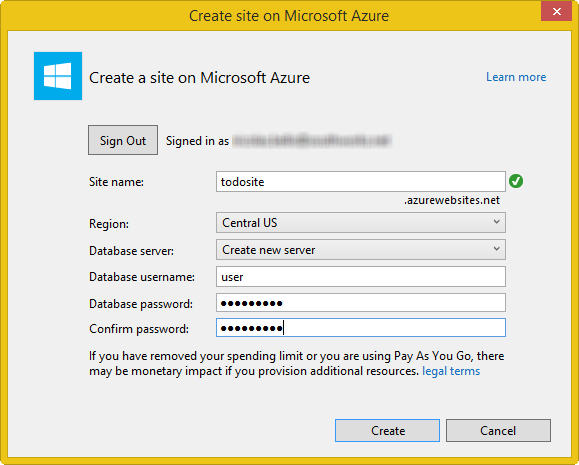 Create site on Microsoft Azure
Create a site on Microsoft Azure
Learn more
Sign Out Signed in as
Site name: todosite
.azurewebsites.net
Region: Central US
Database server: Create new server
Database username: user
Database password: ●●●●●●●●●
Confirm password: ●●●●●●●●●
If you have removed your spending limit or you are using Pay As You Go, there
may be monetary impact if you provision additional resources. legal terms
Create Cancel